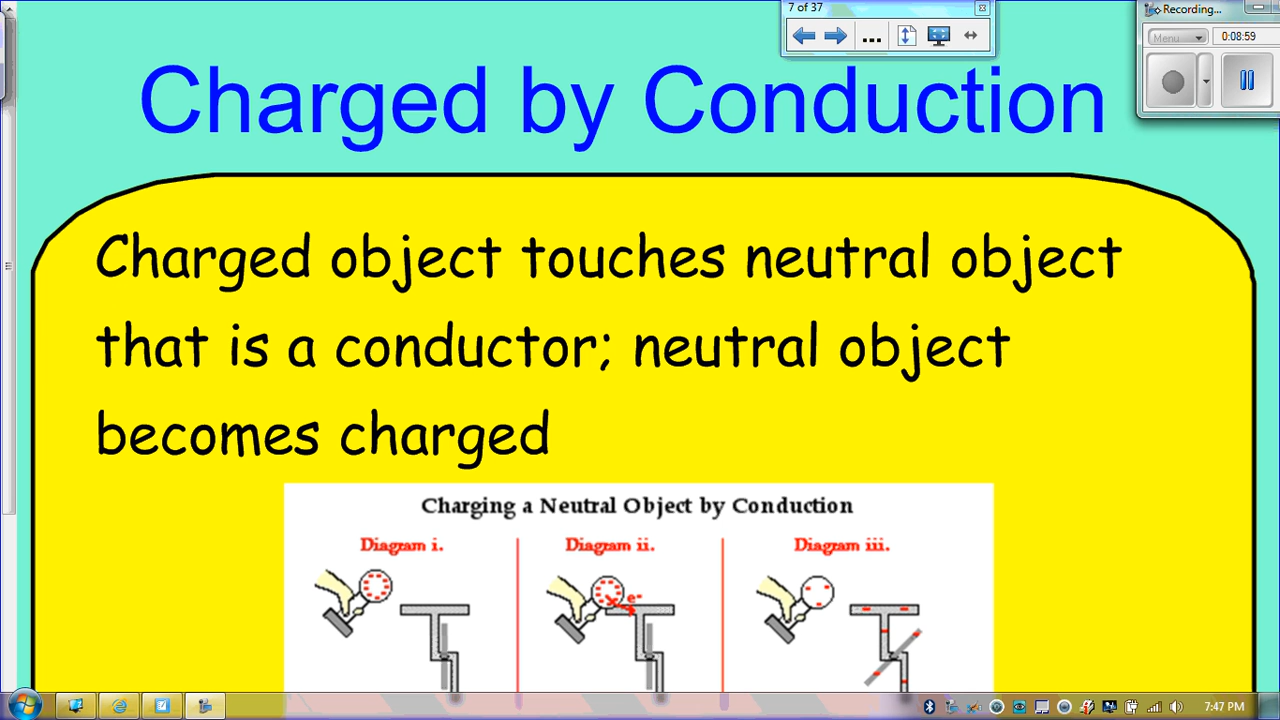 7 of 37
Recording...
Menu
0:08:59
Charged by Conduction
Charged object touches neutral object
that is a conductor; neutral object
becomes charged
Charging a Neutral Object by Conduction
Diagram i.
Diagram ii.
Diagram iii.
e-
7:47 PM